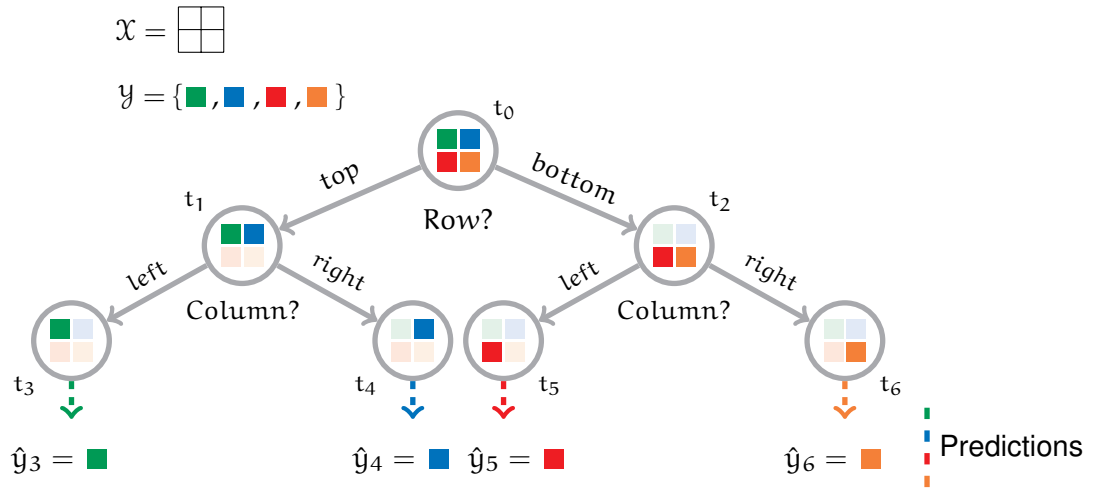 𝒳 =
𝒴 = { , , , }
t₀
top
bottom
t₁
Row?
t₂
left
right
left
right
Column?
Column?
t₃
t₄
t₅
t₆
ŷ₃ =
ŷ₄ =
ŷ₅ =
ŷ₆ =
Predictions